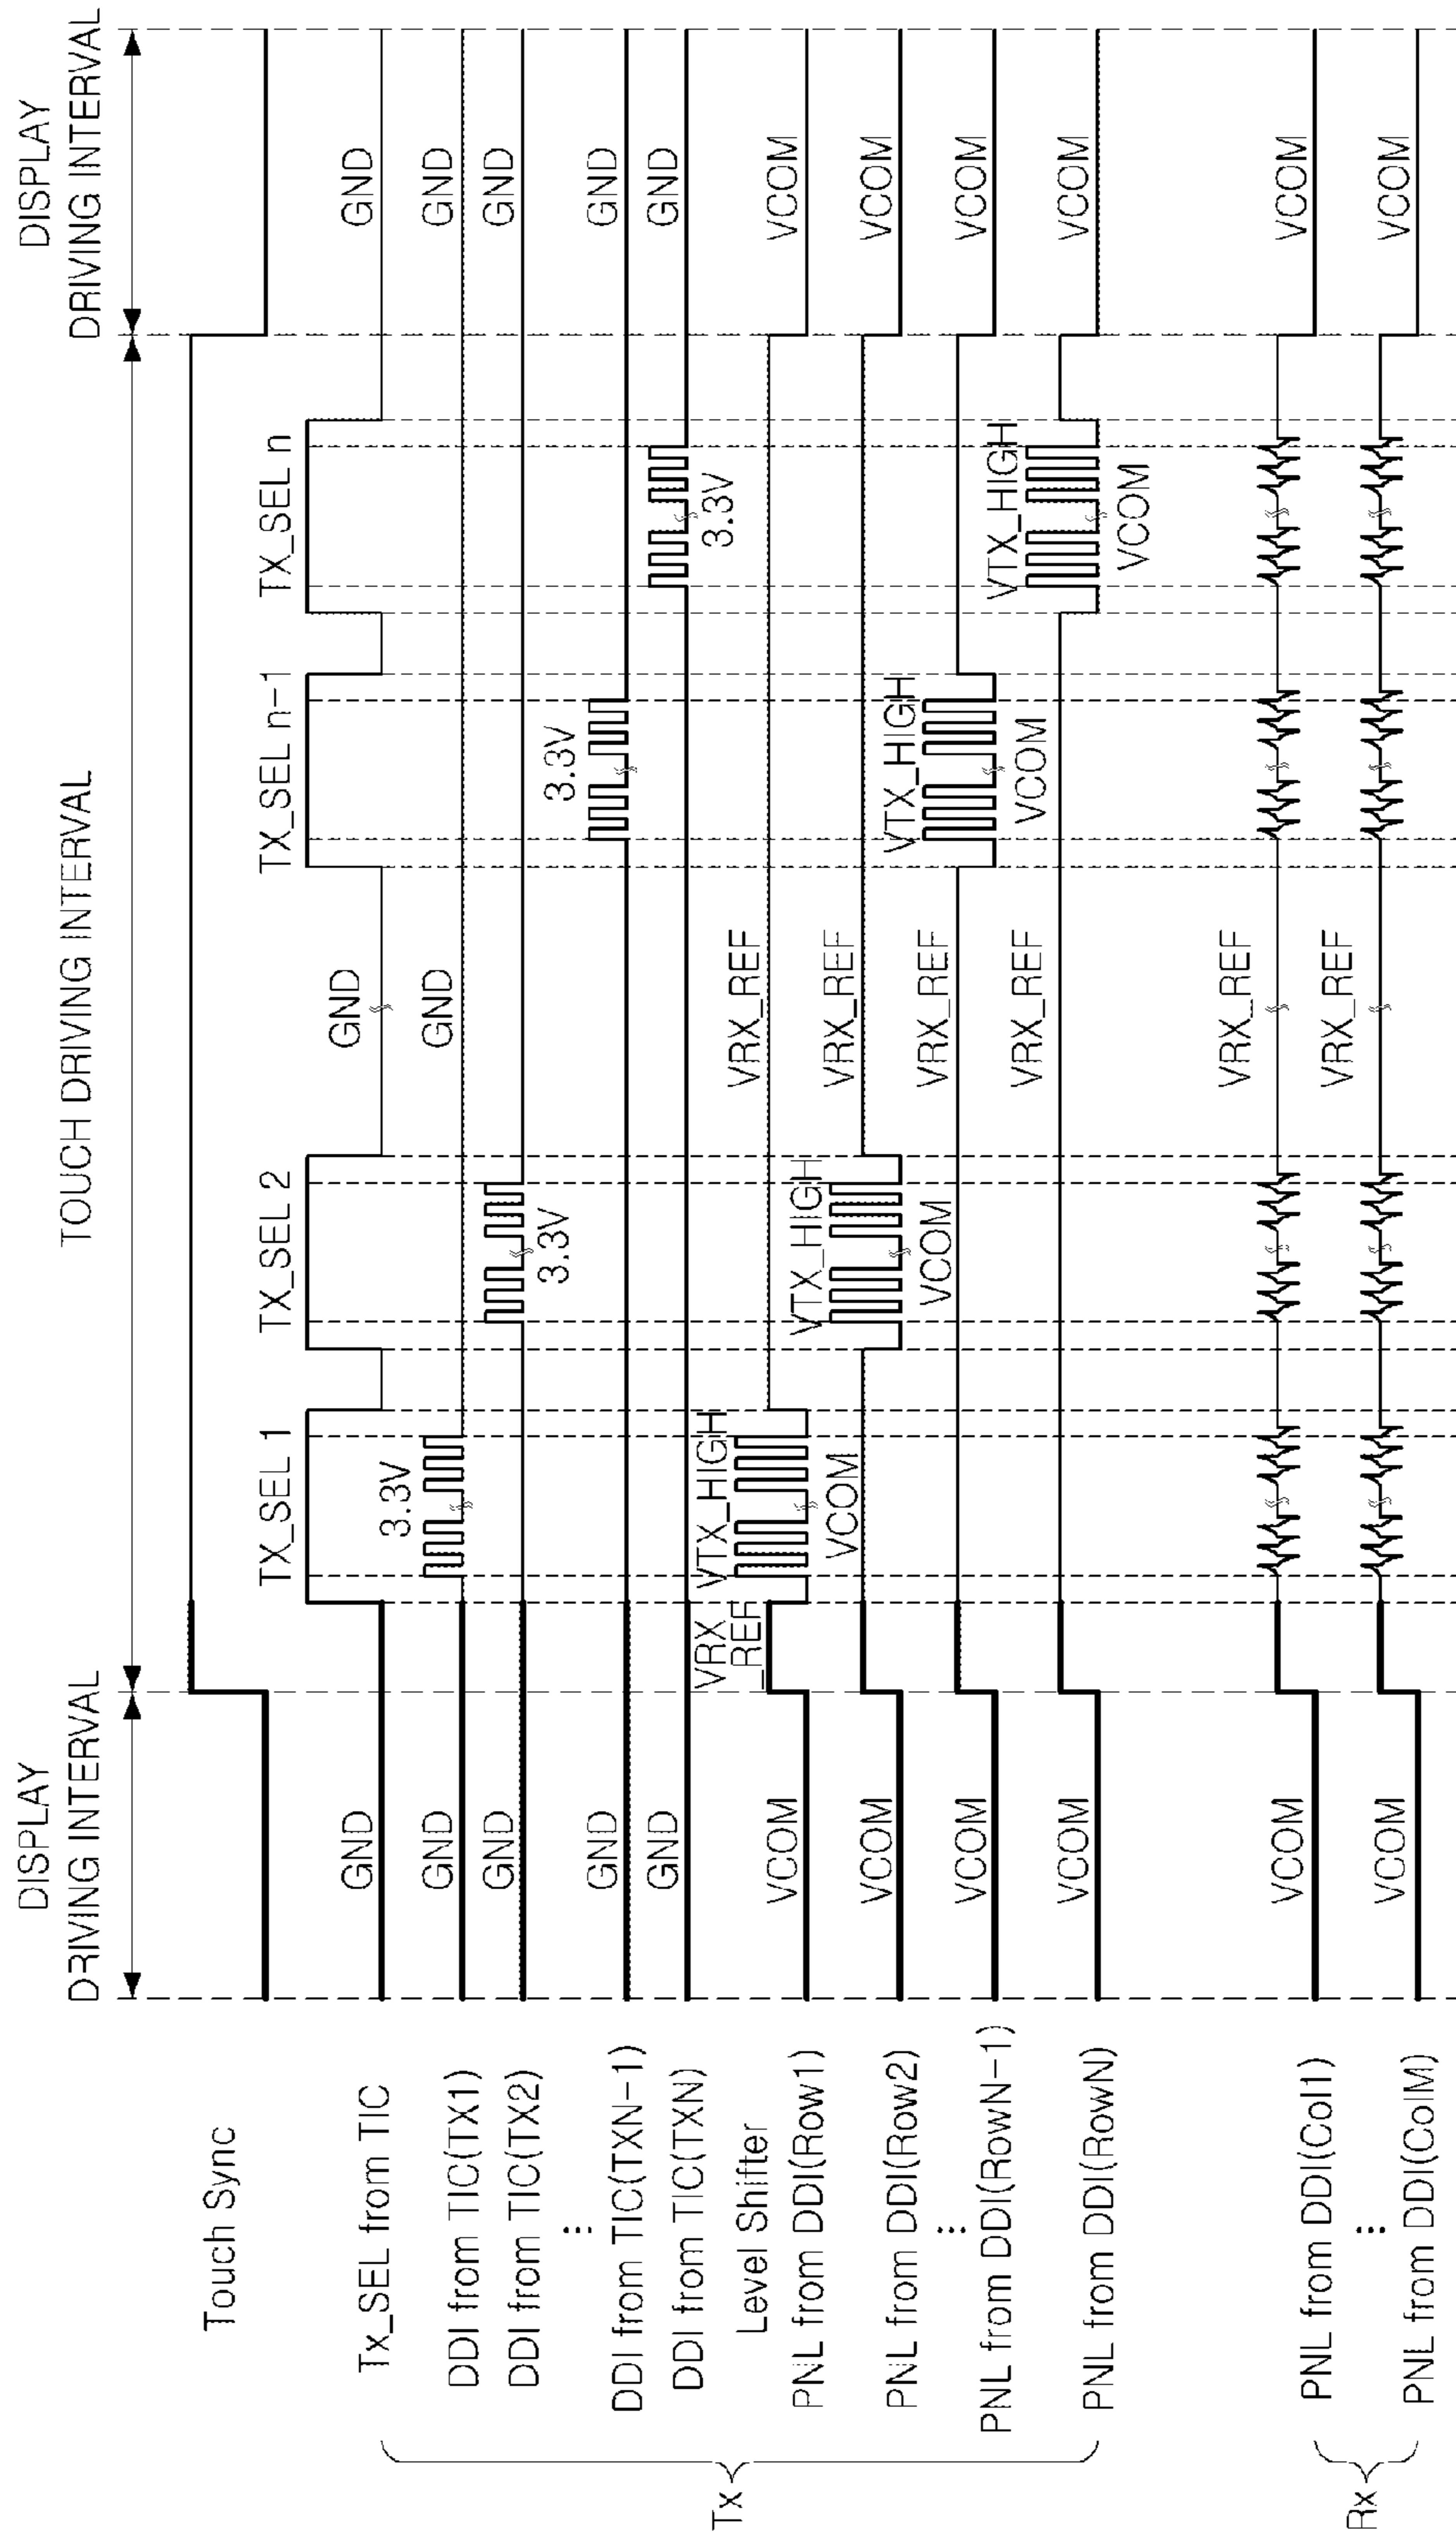 DISPLAY
DRIVING INTERVAL
TOUCH DRIVING INTERVAL
DISPLAY
DRIVING INTERVAL
Touch Sync
TX_SEL 1
TX_SEL 2
TX_SEL n-1
TX_SEL n
Tx_SEL from TIC
GND
GND
GND
DDI from TIC(TX1)
GND
3.3V
GND
GND
DDI from TIC(TX2)
GND
3.3V
GND
⋮
DDI from TIC(TXN-1)
GND
3.3V
GND
DDI from TIC(TXN)
GND
3.3V
GND
Level Shifter
PNL from DDI(Row1)
VCOM
VRX
_REF
VTX_HIGH
VCOM
VRX_REF
VCOM
PNL from DDI(Row2)
VCOM
VTX_HIGH
VCOM
VRX_REF
VCOM
⋮
PNL from DDI(RowN-1)
VCOM
VRX_REF
VTX_HIGH
VCOM
VCOM
PNL from DDI(RowN)
VCOM
VRX_REF
VTX_HIGH
VCOM
VCOM
Tx
PNL from DDI(Col1)
VCOM
VRX_REF
VCOM
⋮
PNL from DDI(ColM)
VCOM
VRX_REF
VCOM
Rx